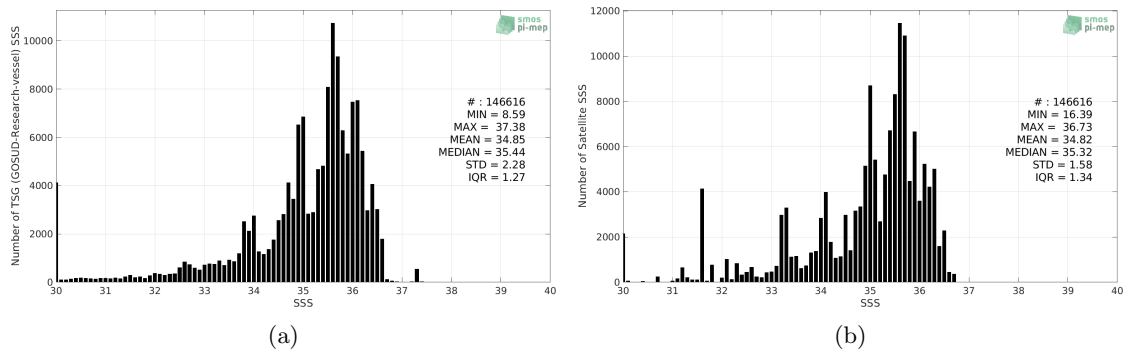 smos
pi-mep
Number of TSG (GOSUD-Research-vessel) SSS
10000
8000
6000
4000
2000
0
# : 146616
MIN = 8.59
MAX = 37.38
MEAN = 34.85
MEDIAN = 35.44
STD = 2.28
IQR = 1.27
30 31 32 33 34 35 36 37 38 39 40
SSS
(a)
smos
pi-mep
Number of Satellite SSS
12000
10000
8000
6000
4000
2000
0
# : 146616
MIN = 16.39
MAX = 36.73
MEAN = 34.82
MEDIAN = 35.32
STD = 1.58
IQR = 1.34
30 31 32 33 34 35 36 37 38 39 40
SSS
(b)